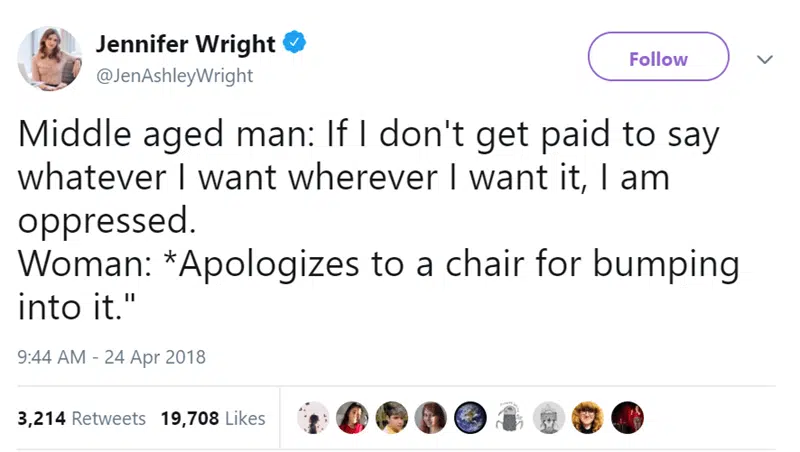 Jennifer Wright
@JenAshleyWright
Follow
Middle aged man: If I don't get paid to say
whatever I want wherever I want it, I am
oppressed.
Woman: *Apologizes to a chair for bumping
into it."
9:44 AM - 24 Apr 2018
3,214 Retweets 19,708 Likes